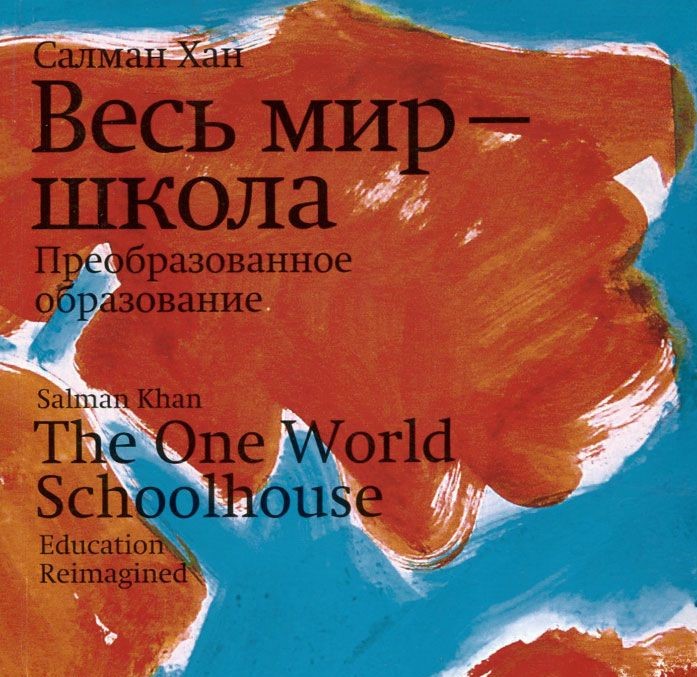 Салман Хан
Весь мир –
школа
Преобразованное
образование
Salman Khan
The One World
Schoolhouse
Education
Reimagined